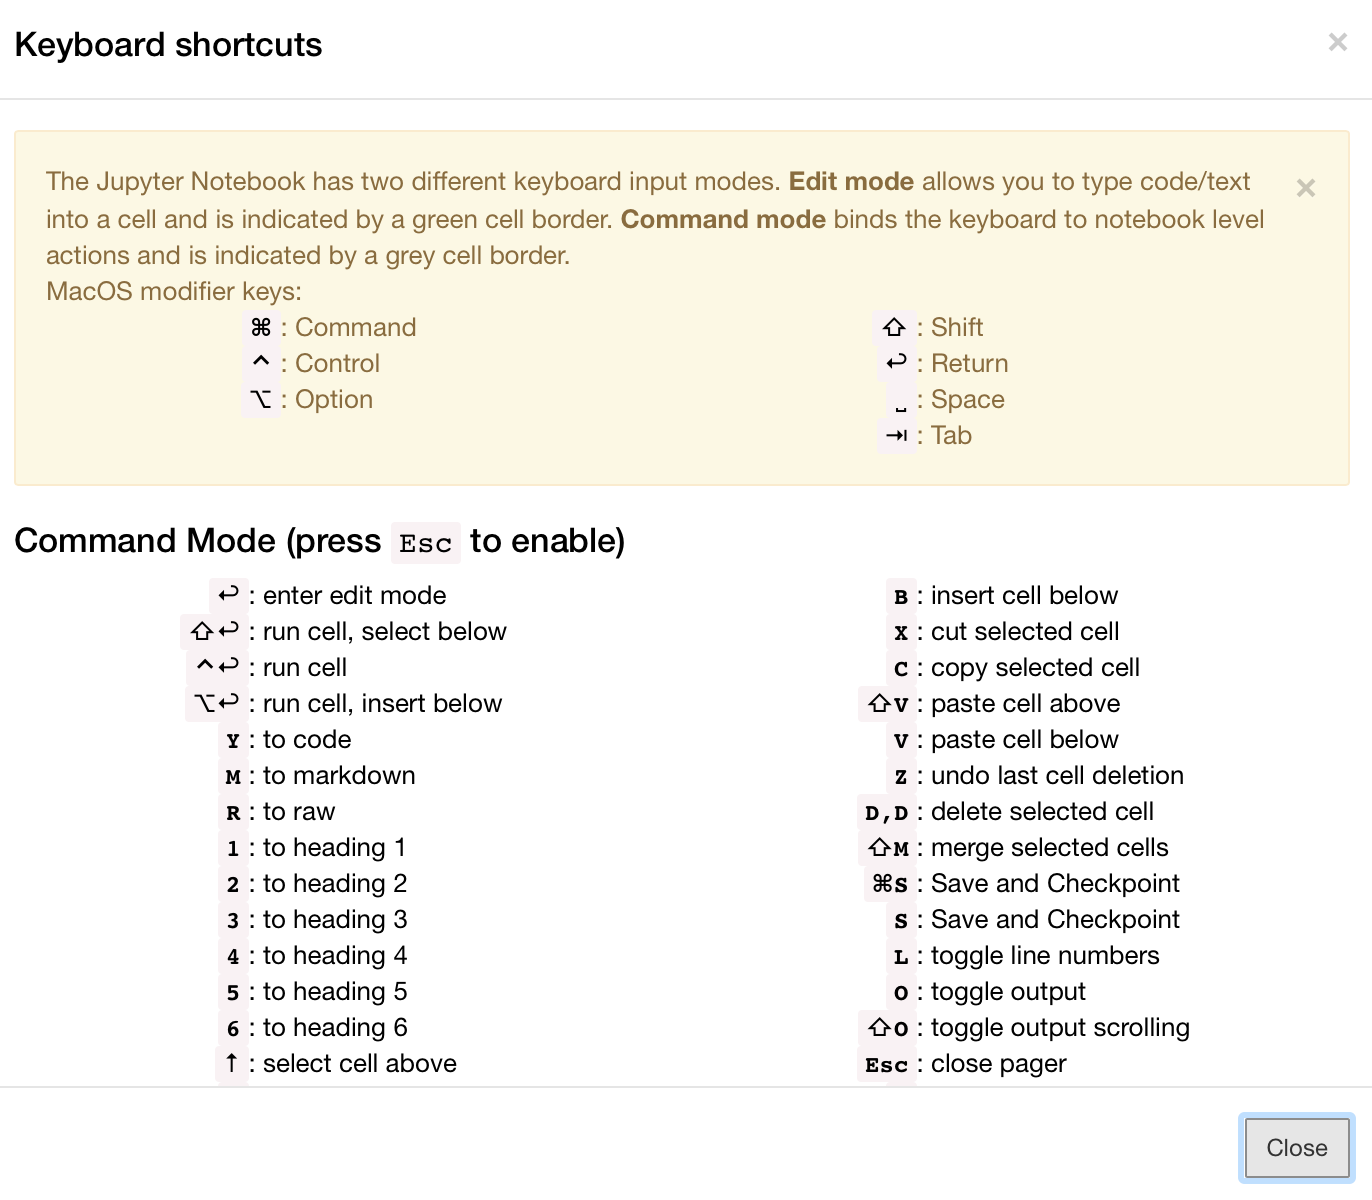 Keyboard shortcuts
×
The Jupyter Notebook has two different keyboard input modes. Edit mode allows you to type code/text
×
into a cell and is indicated by a green cell border. Command mode binds the keyboard to notebook level
actions and is indicated by a grey cell border.
MacOS modifier keys:
⌘ : Command
^ : Control
⌥ : Option
⇧ : Shift
↩ : Return
␣ : Space
⇥ : Tab
Command Mode (press Esc to enable)
↩ : enter edit mode
⇧↩ : run cell, select below
^↩ : run cell
⌥↩ : run cell, insert below
Y : to code
M : to markdown
R : to raw
1 : to heading 1
2 : to heading 2
3 : to heading 3
4 : to heading 4
5 : to heading 5
6 : to heading 6
↑ : select cell above
B : insert cell below
X : cut selected cell
C : copy selected cell
⇧V : paste cell above
V : paste cell below
Z : undo last cell deletion
D,D : delete selected cell
⇧M : merge selected cells
⌘S : Save and Checkpoint
S : Save and Checkpoint
L : toggle line numbers
O : toggle output
⇧O : toggle output scrolling
Esc : close pager
Close